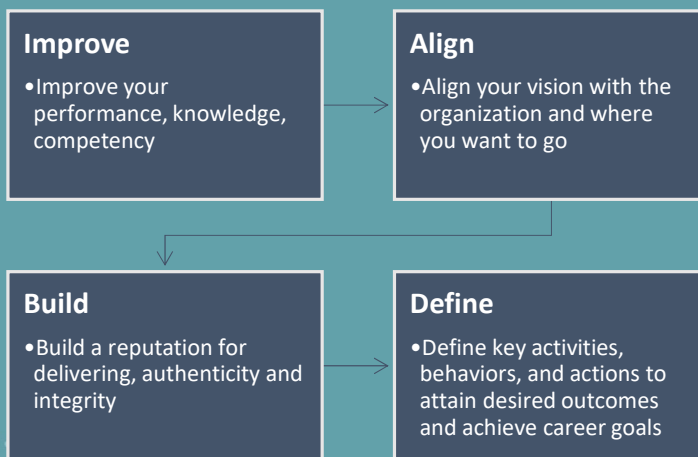 Improve
•Improve your
performance, knowledge,
competency
Align
•Align your vision with the
organization and where
you want to go
Build
•Build a reputation for
delivering, authenticity and
integrity
Define
•Define key activities,
behaviors, and actions to
attain desired outcomes
and achieve career goals